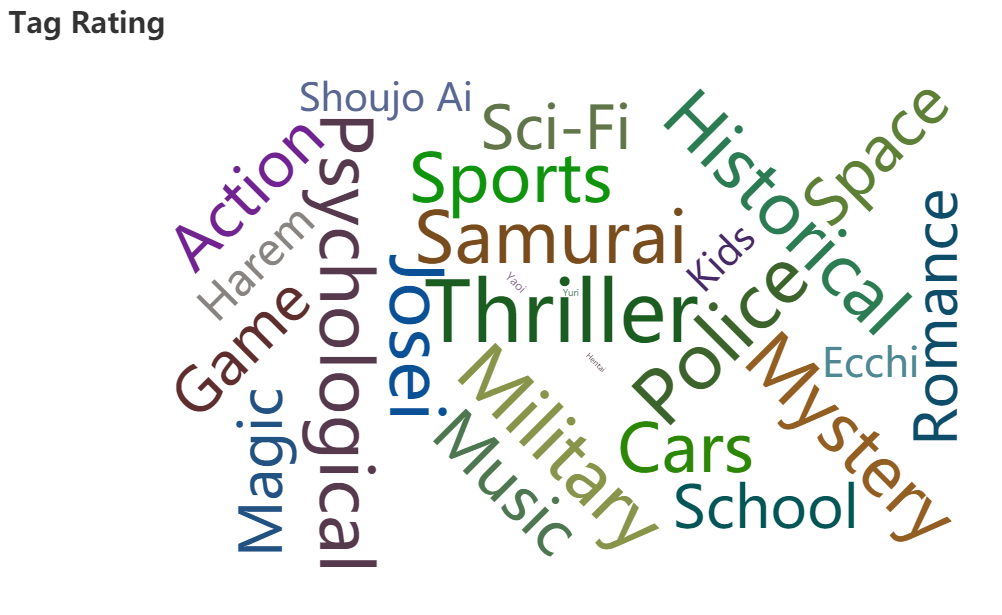 Tag Rating
Shoujo Ai
Sci-Fi
Historical
Space
Action
Psychological
Sports
Samurai
Harem
Kids
Romance
Josei
Thriller
Yaoi
Yuri
Police
Game
Hentai
Mystery
Ecchi
Military
Magic
Music
Cars
School